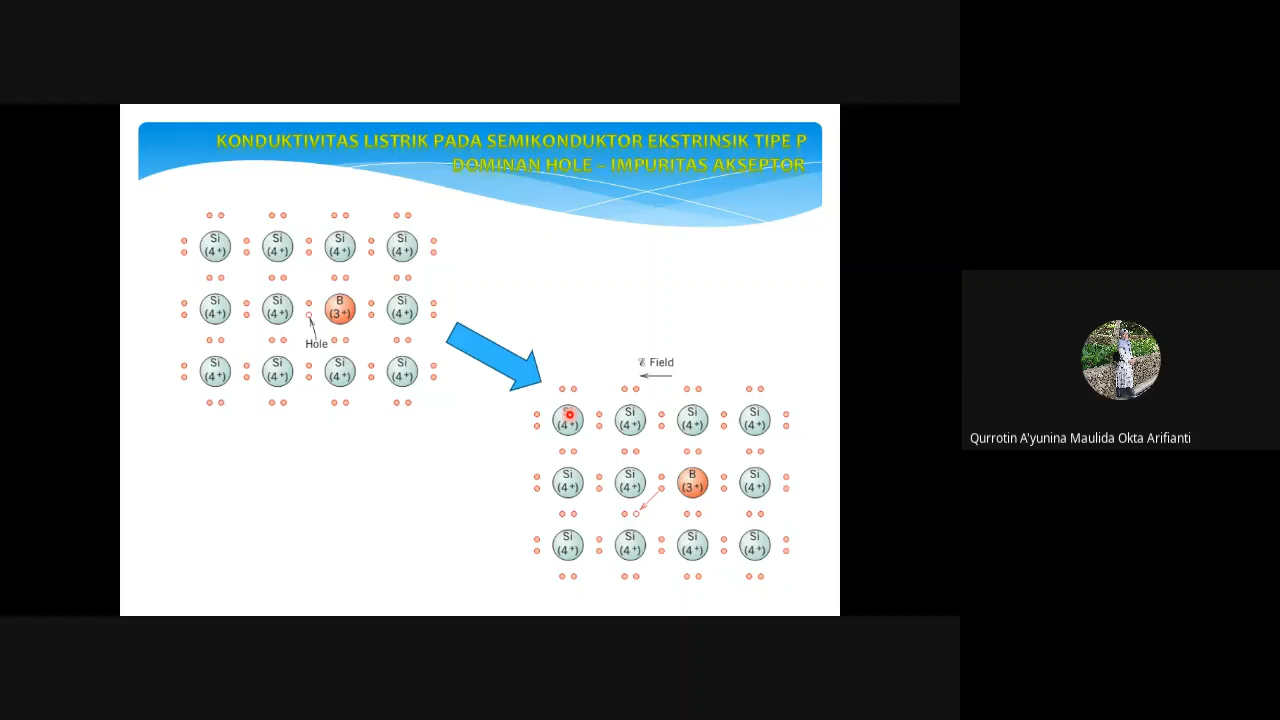 KONDUKTIVITAS LISTRIK PADA SEMIKONDUKTOR EKSTRINSIK TIPE P
DOMINAN HOLE – IMPURITAS AKSEPTOR
Si Si Si Si
(4+) (4+) (4+) (4+)
Si Si B Si
(4+) (4+) (3+) (4+)
Hole
Si Si Si Si
(4+) (4+) (4+) (4+)
ℰ Field
Si Si Si Si
(4+) (4+) (4+) (4+)
Si Si B Si
(4+) (4+) (3+) (4+)
Si Si Si Si
(4+) (4+) (4+) (4+)
Qurrotin A'yunina Maulida Okta Arifianti